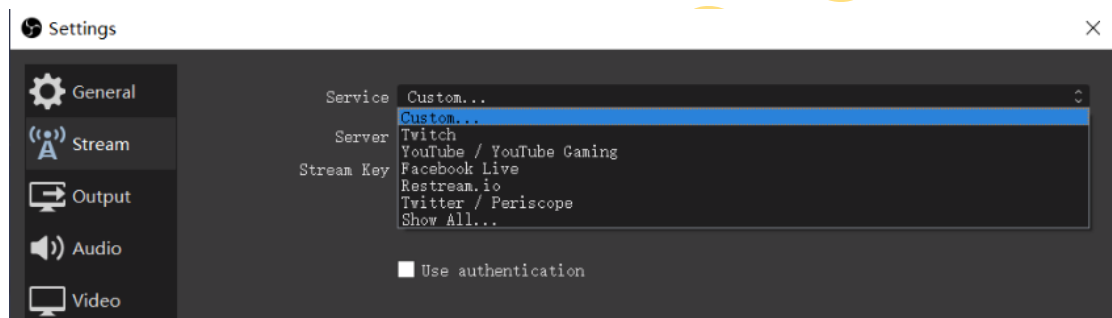 Settings
General
Stream
Output
Audio
Video
Service
Custom...
Custom...
Server
Twitch
YouTube / YouTube Gaming
Stream Key
Facebook Live
Restream.io
Twitter / Periscope
Show All...
Use authentication